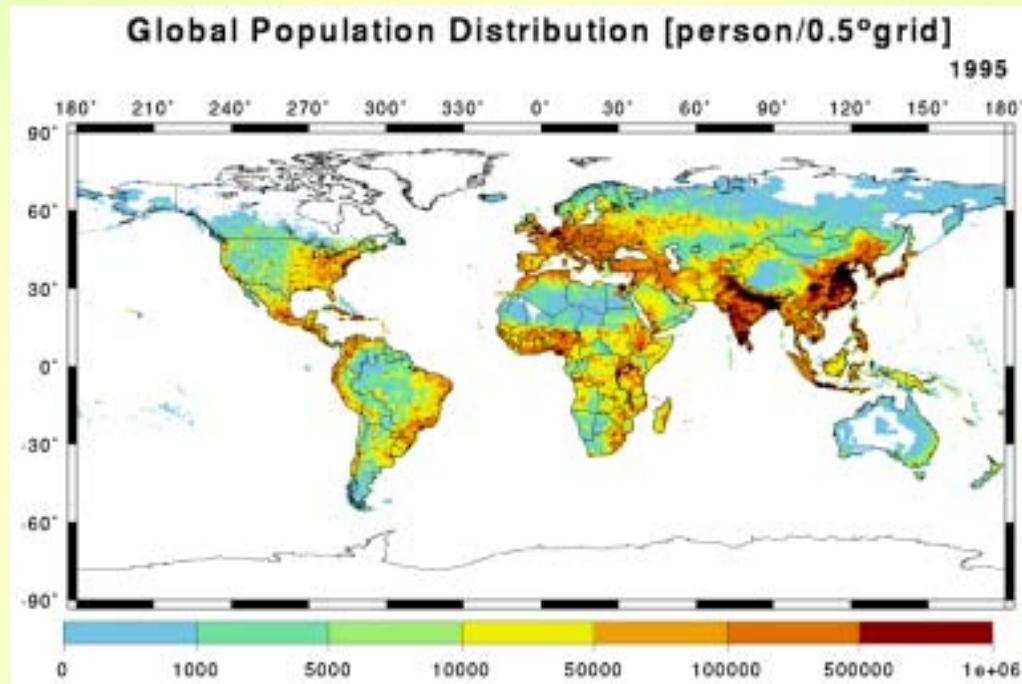 Global Population Distribution [person/0.5°grid]
1995
180° 210° 240° 270° 300° 330° 0° 30° 60° 90° 120° 150° 180°
90°
60°
30°
0°
-30°
-60°
-90°
0 1000 5000 10000 50000 100000 500000 1e+06